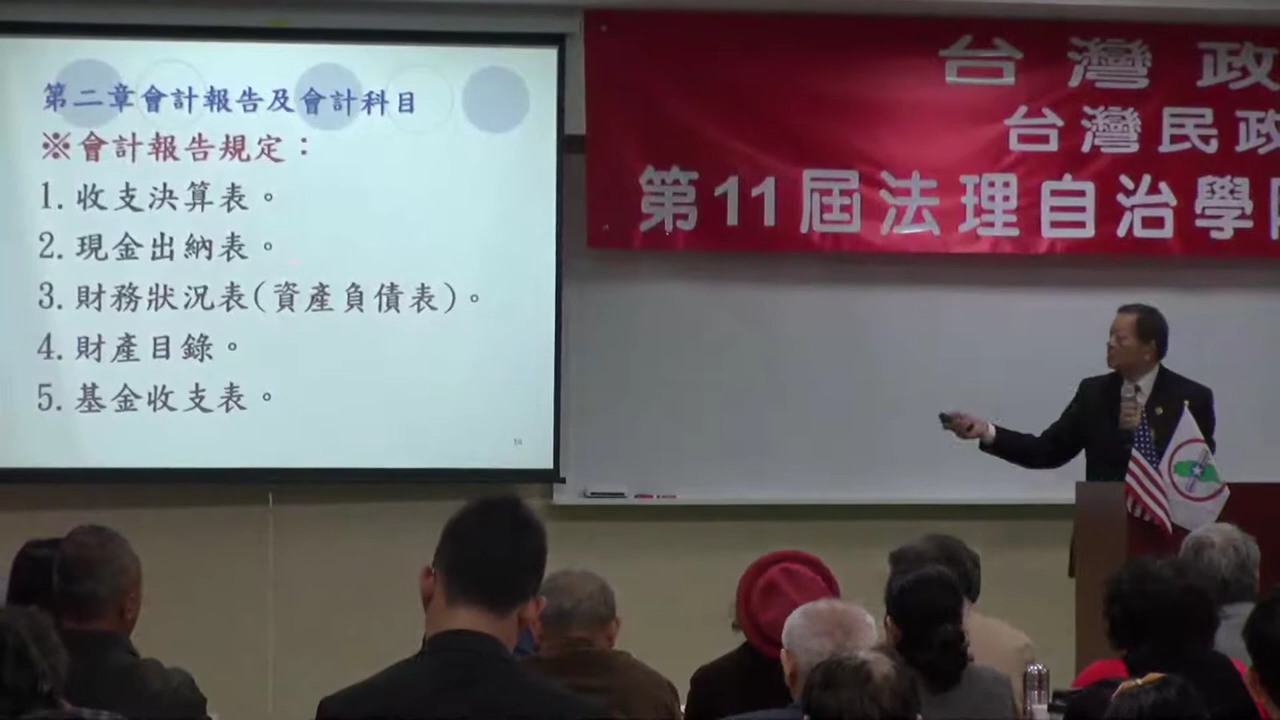 第二章會計報告及會計科目
※會計報告規定：
1. 收支決算表。
2. 現金出納表。
3. 財務狀況表(資產負債表)。
4. 財產目錄。
5. 基金收支表。
台灣政
台灣民政
第11屆法理自治學